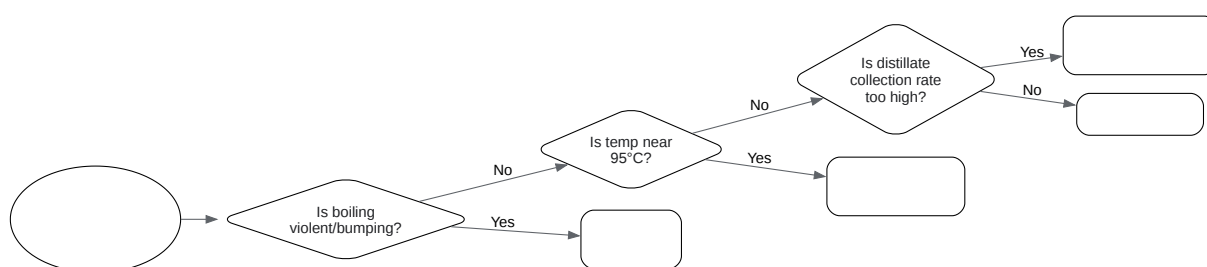 Is distillate
collection rate
too high?
Yes
No
Is temp near
95°C?
No
Yes
Is boiling
violent/bumping?
No
Yes